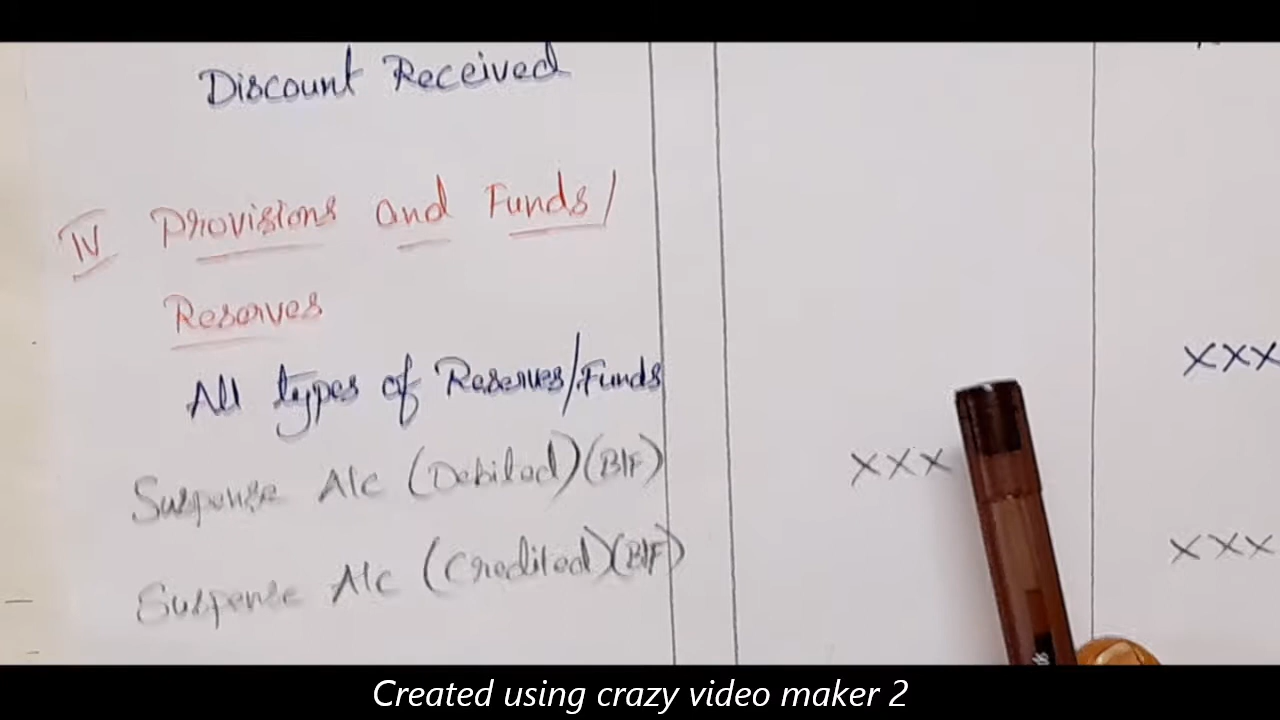 Discount Received
IV Provisions and Funds/
Reserves
All types of Reserves/Funds
XXX
Suspense A/c (Debited)(B/F)
XXX
Suspense A/c (Credited)(B/F)
XXX
Created using crazy video maker 2